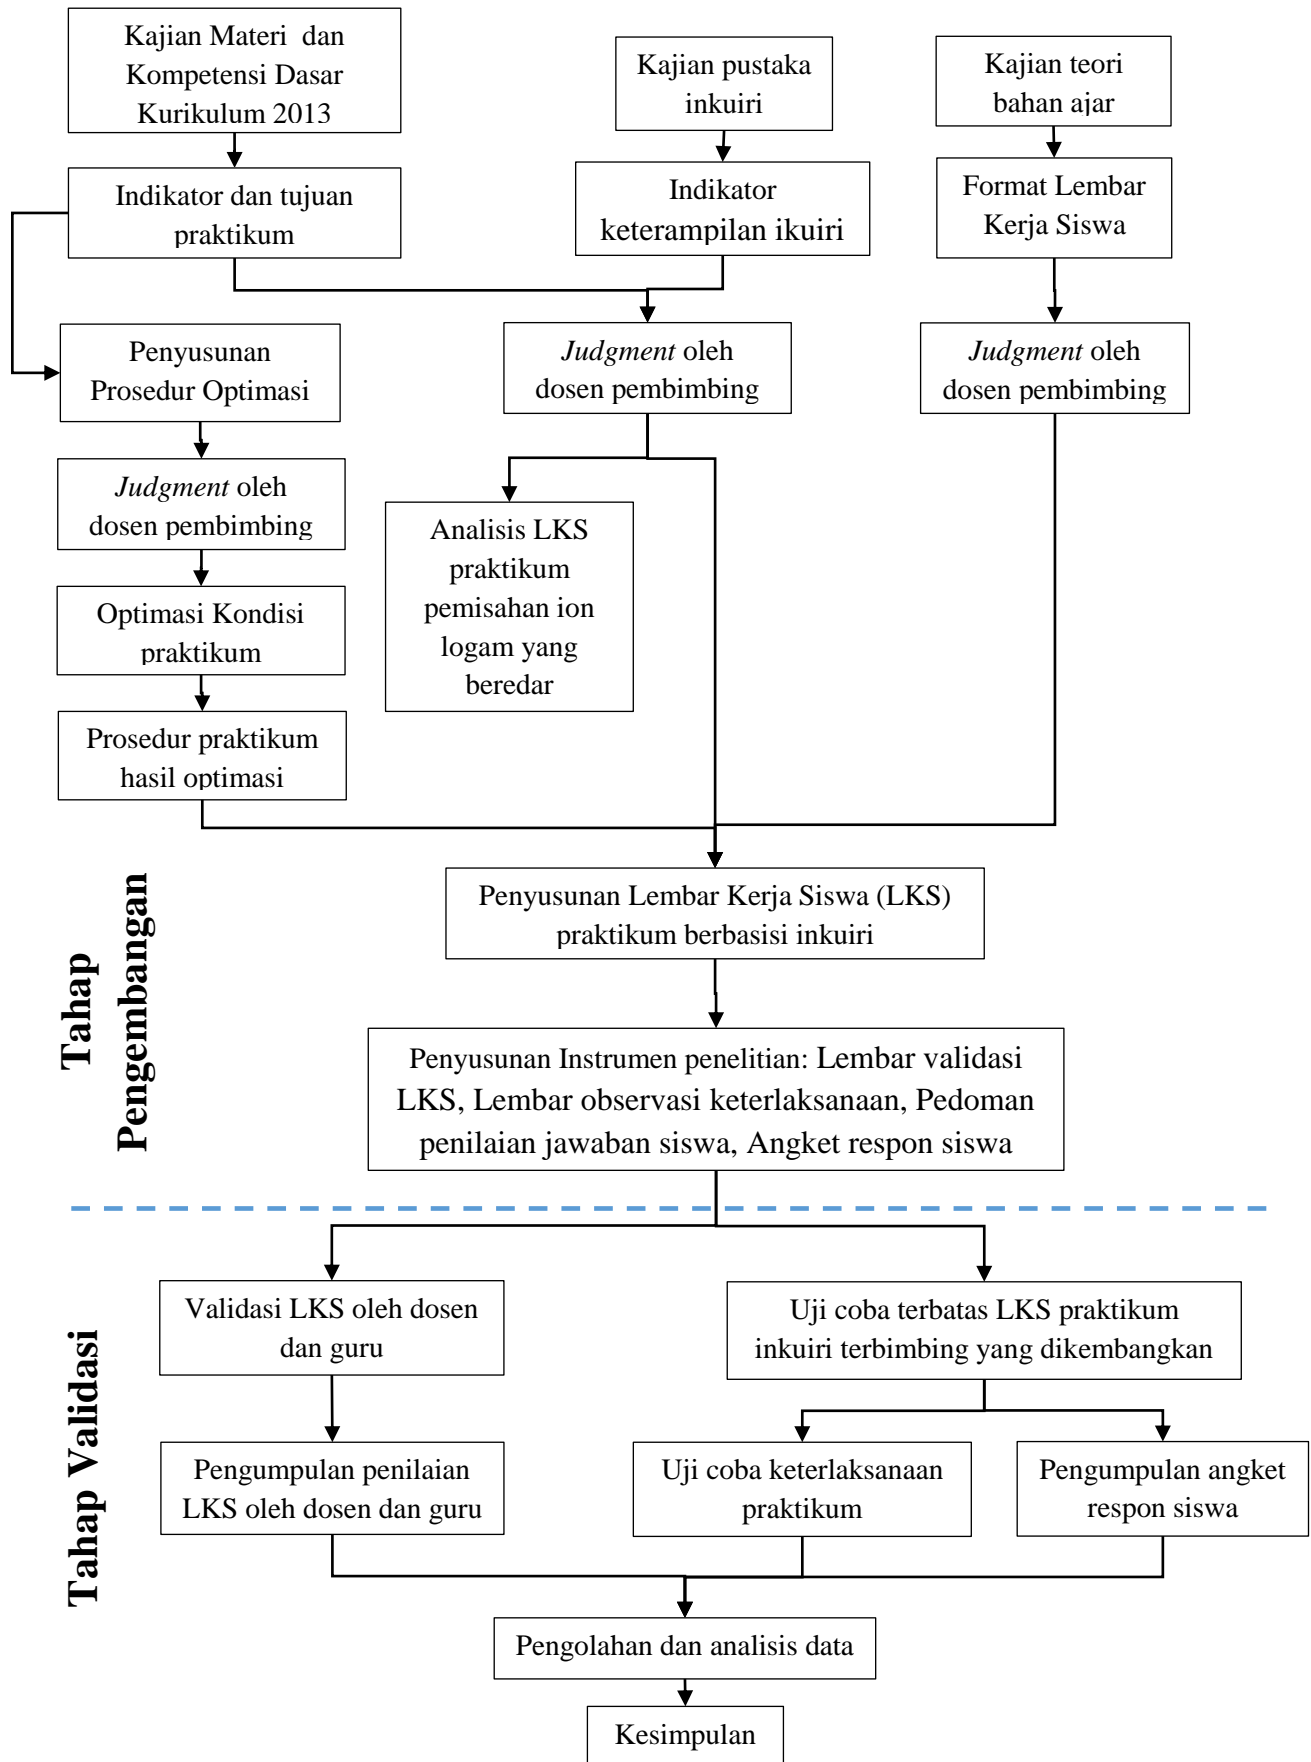 Kajian Materi dan
Kompetensi Dasar
Kurikulum 2013
Kajian pustaka
inkuiri
Kajian teori
bahan ajar
Indikator dan tujuan
praktikum
Indikator
keterampilan ikuiri
Format Lembar
Kerja Siswa
Penyusunan
Prosedur Optimasi
Judgment oleh
dosen pembimbing
Judgment oleh
dosen pembimbing
Judgment oleh
dosen pembimbing
Analisis LKS
praktikum
pemisahan ion
logam yang
beredar
Optimasi Kondisi
praktikum
Prosedur praktikum
hasil optimasi
Tahap
Pengembangan
Penyusunan Lembar Kerja Siswa (LKS)
praktikum berbasisi inkuiri
Penyusunan Instrumen penelitian: Lembar validasi
LKS, Lembar observasi keterlaksanaan, Pedoman
penilaian jawaban siswa, Angket respon siswa
Tahap Validasi
Validasi LKS oleh dosen
dan guru
Uji coba terbatas LKS praktikum
inkuiri terbimbing yang dikembangkan
Pengumpulan penilaian
LKS oleh dosen dan guru
Uji coba keterlaksanaan
praktikum
Pengumpulan angket
respon siswa
Pengolahan dan analisis data
Kesimpulan